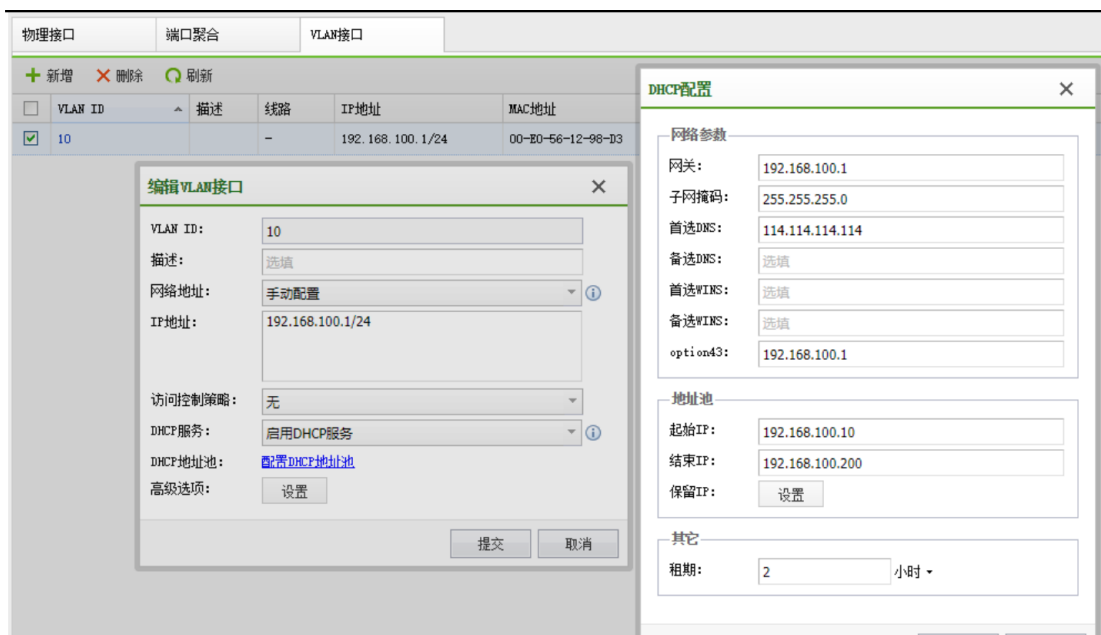 物理接口 端口聚合 VLAN接口
新增 删除 刷新
VLAN ID 描述 线路 IP地址 MAC地址
10 - 192.168.100.1/24 00-E0-56-12-98-D3
编辑VLAN接口
VLAN ID: 10
描述: 选填
网络地址: 手动配置
IP地址: 192.168.100.1/24
访问控制策略: 无
DHCP服务: 启用DHCP服务
DHCP地址池: 配置DHCP地址池
高级选项: 设置
提交 取消
DHCP配置
网络参数
网关: 192.168.100.1
子网掩码: 255.255.255.0
首选DNS: 114.114.114.114
备选DNS: 选填
首选WINS: 选填
备选WINS: 选填
option43: 192.168.100.1
地址池
起始IP: 192.168.100.10
结束IP: 192.168.100.200
保留IP: 设置
其它
租期: 2 小时